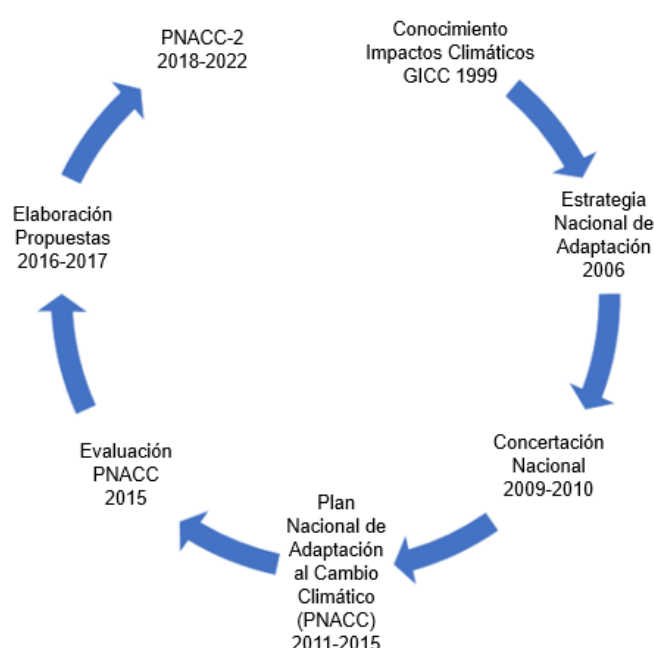 Conocimiento
Impactos Climáticos
GICC 1999
Estrategia
Nacional de
Adaptación
2006
Concertación
Nacional
2009-2010
Plan
Nacional de
Adaptación
al Cambio
Climático
(PNACC)
2011-2015
Evaluación
PNACC
2015
Elaboración
Propuestas
2016-2017
PNACC-2
2018-2022